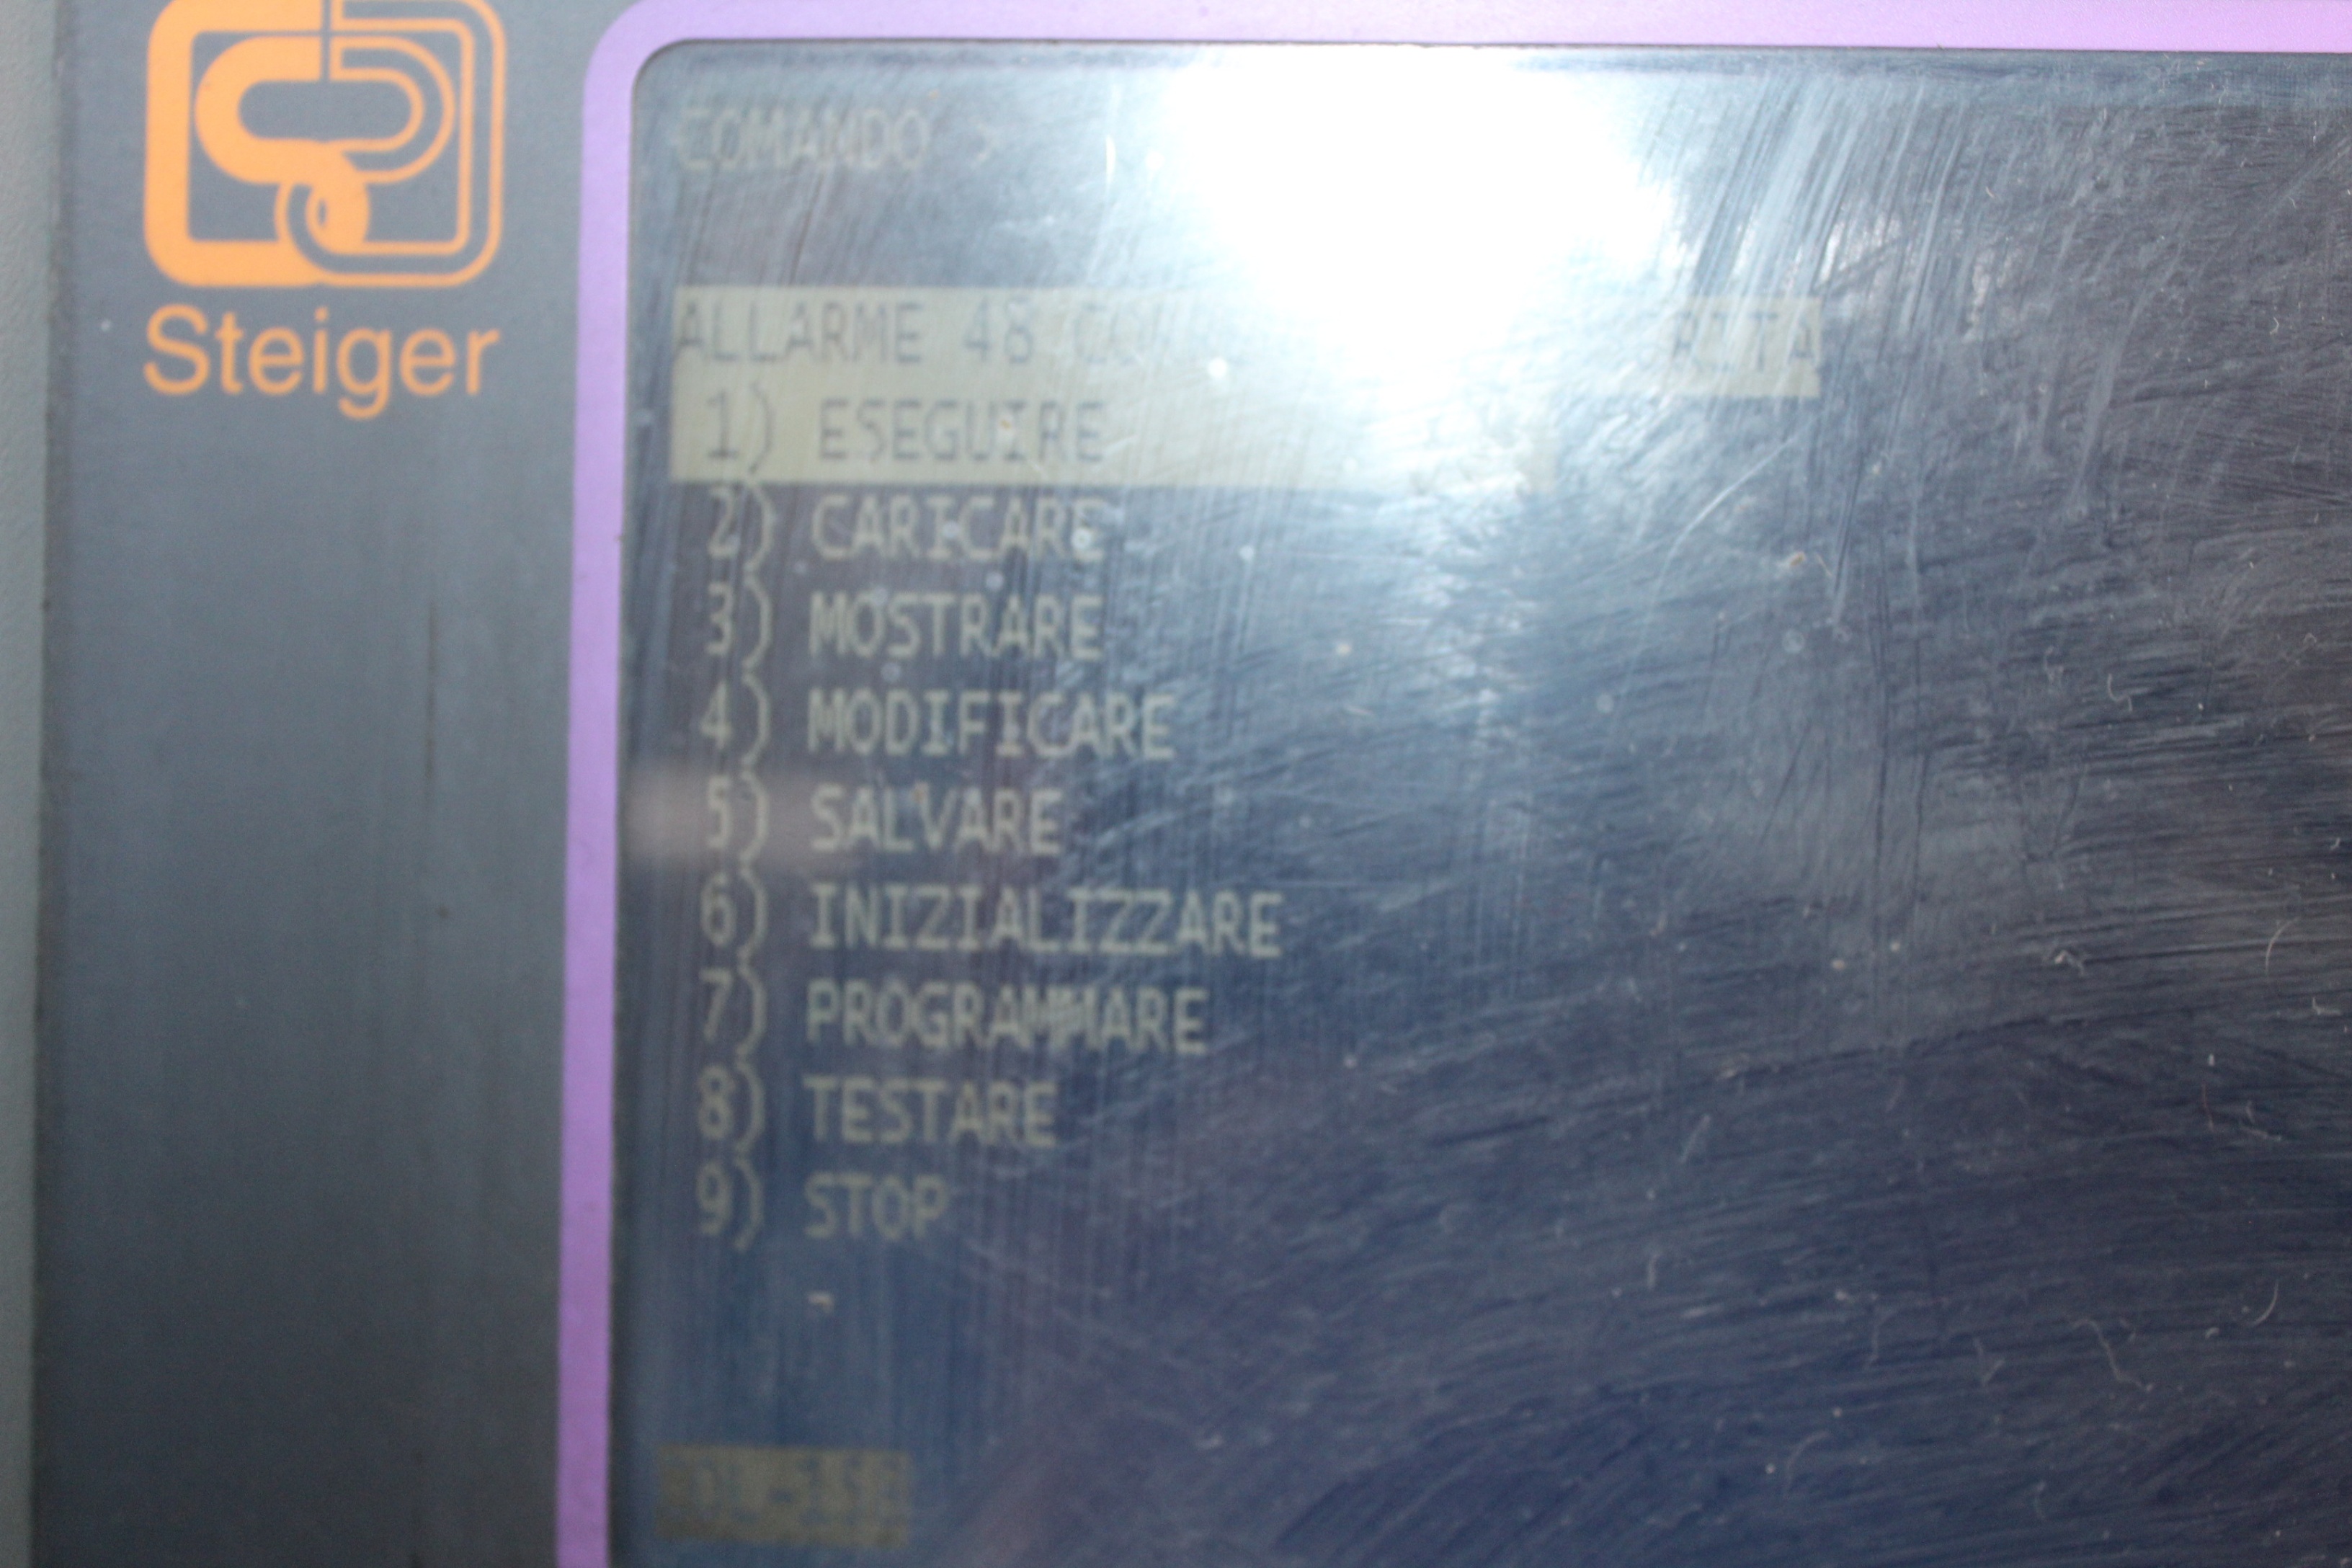 Steiger
COMANDO >
ALLARME 48
1) ESEGUIRE
2) CARICARE
3) MOSTRARE
4) MODIFICARE
5) SALVARE
6) INIZIALIZZARE
7) PROGRAMMARE
8) TESTARE
9) STOP